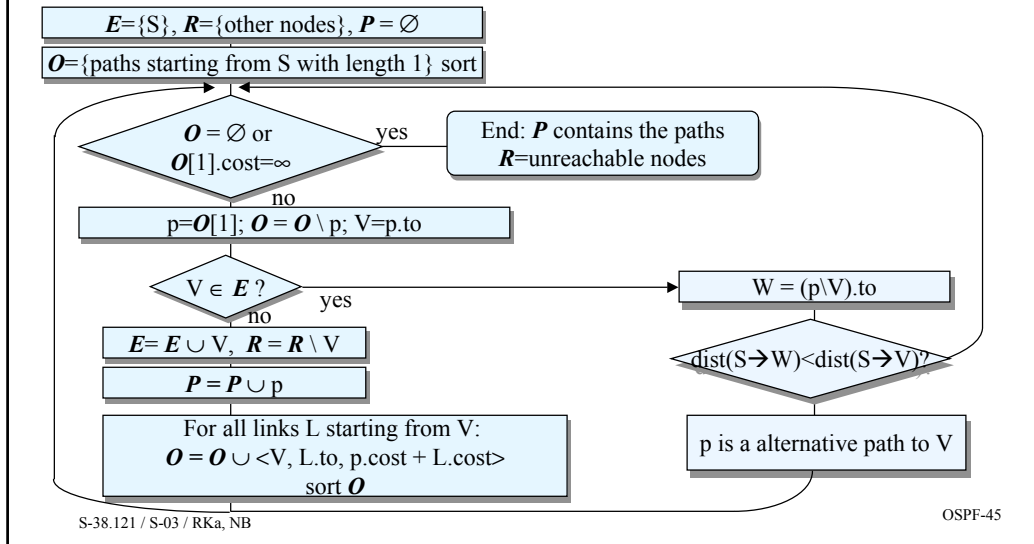 E={S}, R={other nodes}, P = ∅
O={paths starting from S with length 1} sort
O = ∅ or
O[1].cost=∞
yes
End: P contains the paths
R=unreachable nodes
no
p=O[1]; O = O \ p; V=p.to
V ∈ E ?
yes
W = (p\V).to
no
E= E ∪ V, R = R \ V
dist(S→W)<dist(S→V)?
P = P ∪ p
For all links L starting from V:
O = O ∪ <V, L.to, p.cost + L.cost>
sort O
p is a alternative path to V
S-38.121 / S-03 / RKa, NB
OSPF-45